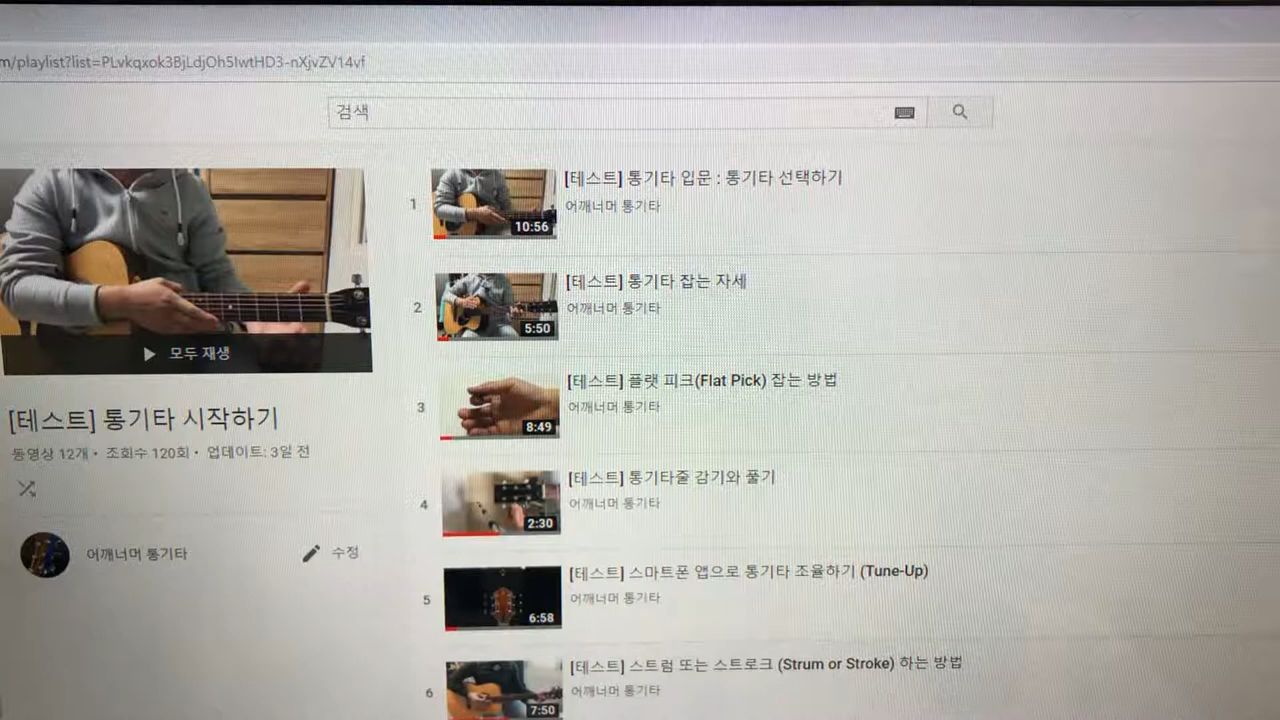 m/playlist?list=PLvkqxok3BjLdjOh5IwtHD3-nXjvZV14vf
검색
모두 재생
[테스트] 통기타 시작하기
동영상 12개 • 조회수 120회 • 업데이트: 3일 전
어깨너머 통기타
수정
1
10:56
[테스트] 통기타 입문 : 통기타 선택하기
어깨너머 통기타
2
5:50
[테스트] 통기타 잡는 자세
어깨너머 통기타
3
8:49
[테스트] 플랫 피크(Flat Pick) 잡는 방법
어깨너머 통기타
4
2:30
[테스트] 통기타줄 감기와 풀기
어깨너머 통기타
5
6:58
[테스트] 스마트폰 앱으로 통기타 조율하기 (Tune-Up)
어깨너머 통기타
6
7:50
[테스트] 스트럼 또는 스트로크 (Strum or Stroke) 하는 방법
어깨너머 통기타